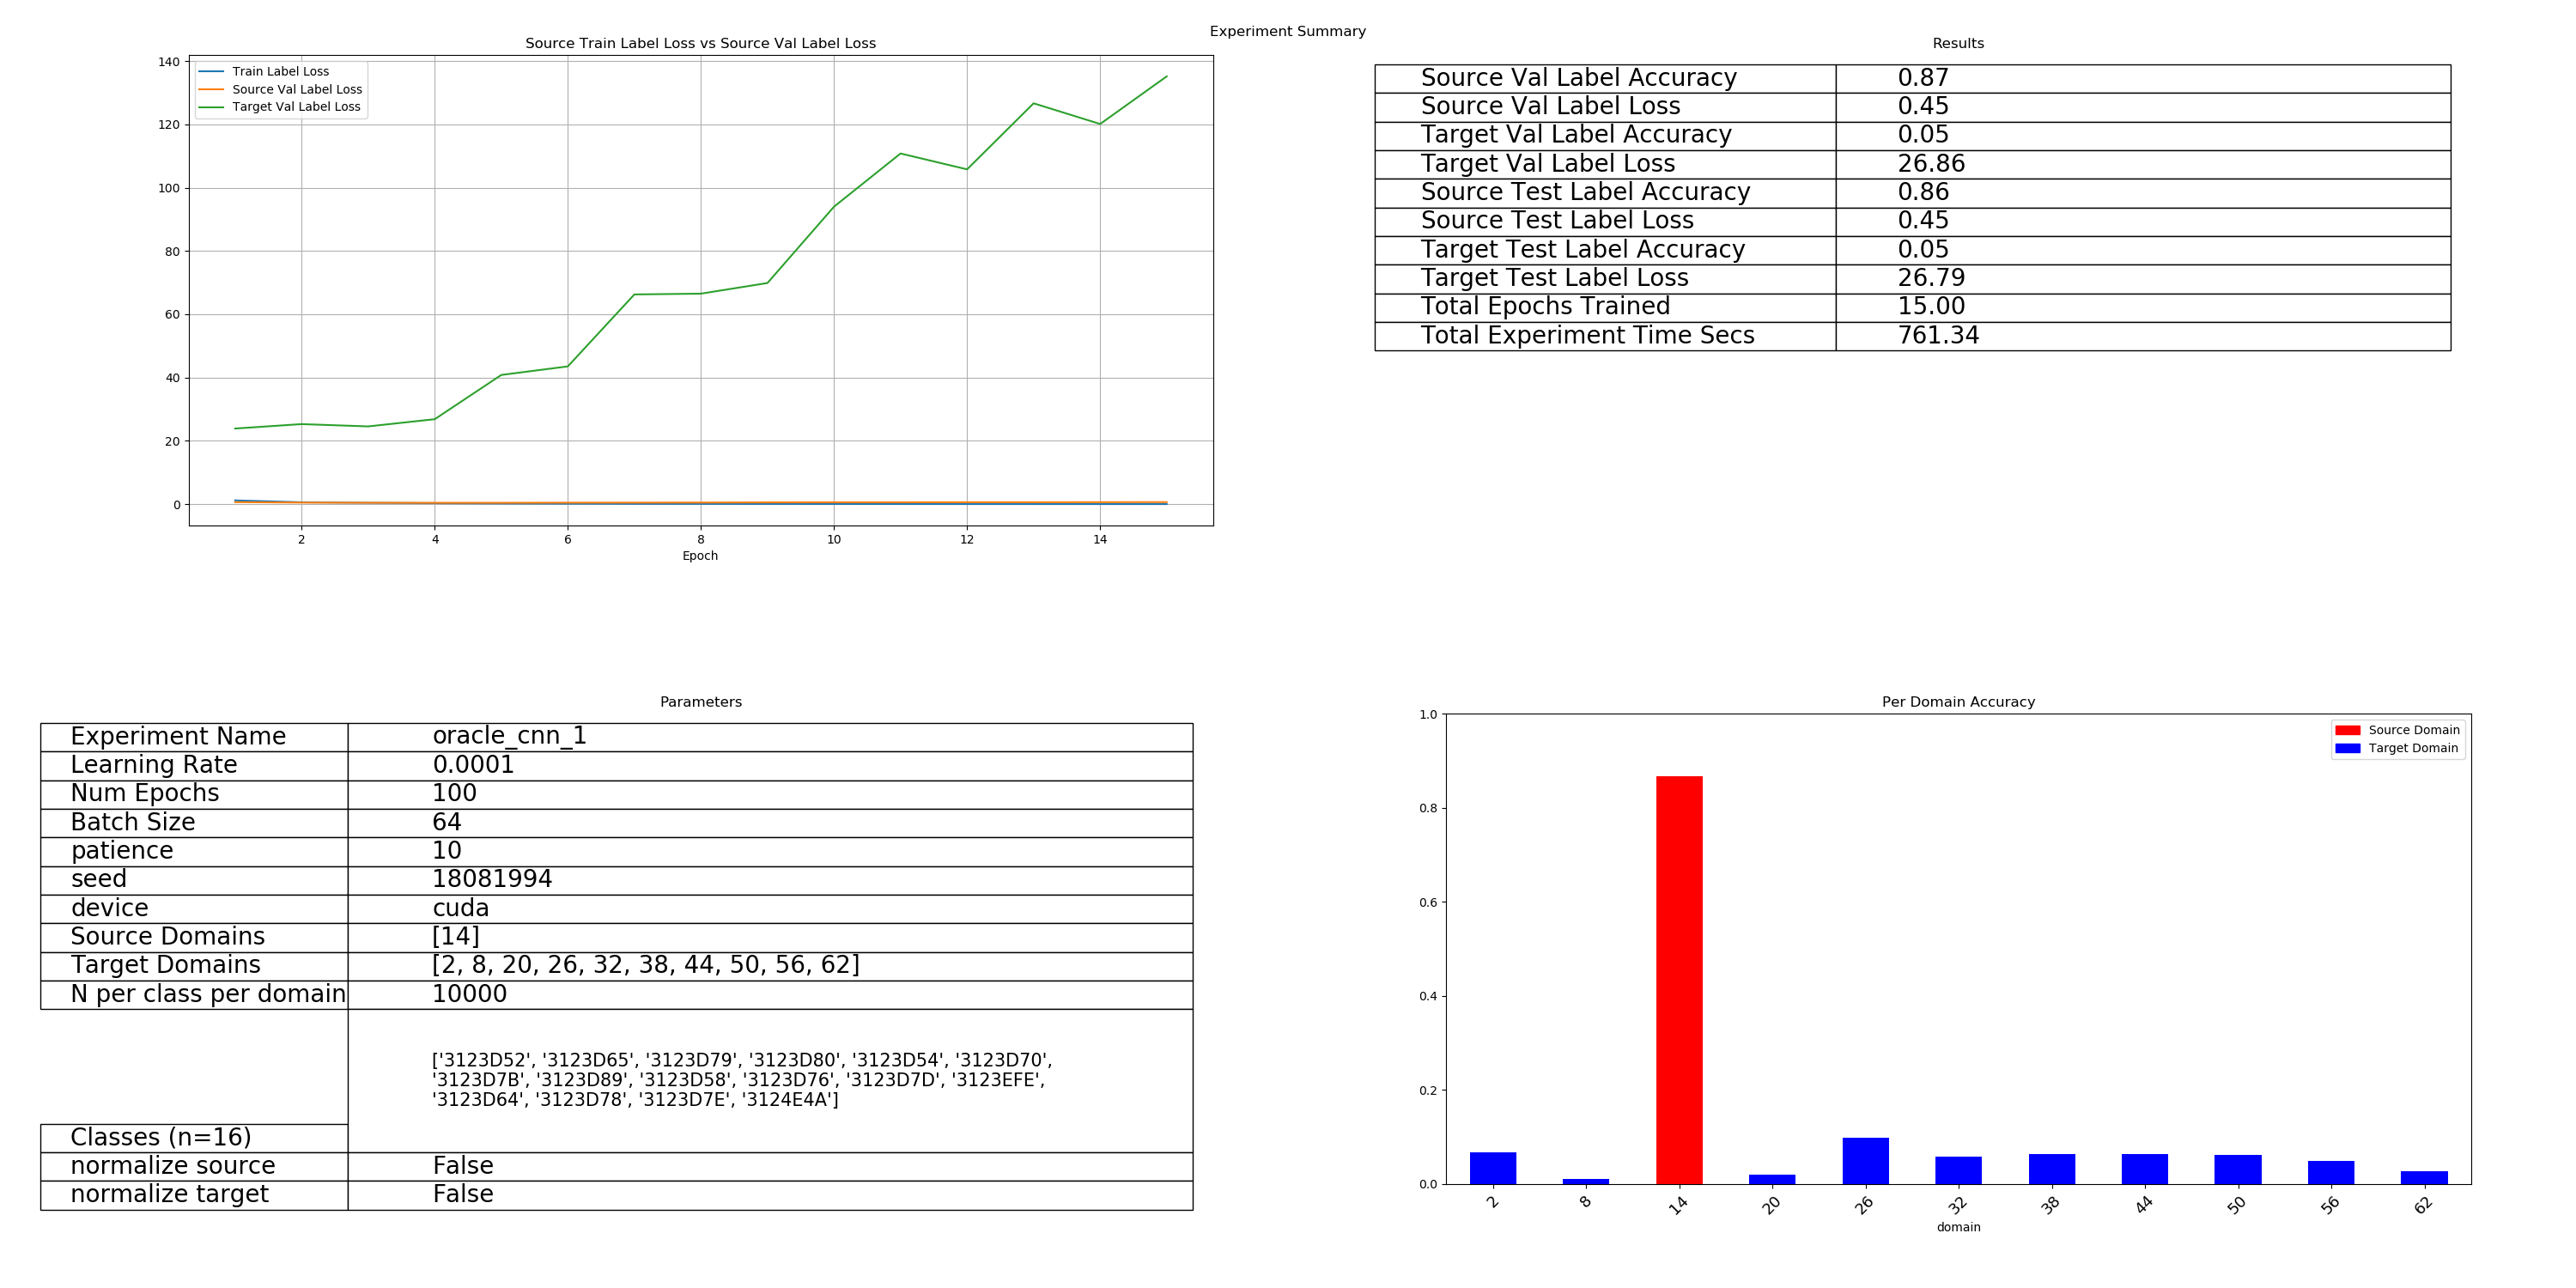 Experiment Summary
Source Train Label Loss vs Source Val Label Loss
Train Label Loss
Source Val Label Loss
Target Val Label Loss
140
120
100
80
60
40
20
0
2 4 6 8 10 12 14
Epoch
Results
Source Val Label Accuracy 0.87
Source Val Label Loss 0.45
Target Val Label Accuracy 0.05
Target Val Label Loss 26.86
Source Test Label Accuracy 0.86
Source Test Label Loss 0.45
Target Test Label Accuracy 0.05
Target Test Label Loss 26.79
Total Epochs Trained 15.00
Total Experiment Time Secs 761.34
Parameters
Experiment Name oracle_cnn_1
Learning Rate 0.0001
Num Epochs 100
Batch Size 64
patience 10
seed 18081994
device cuda
Source Domains [14]
Target Domains [2, 8, 20, 26, 32, 38, 44, 50, 56, 62]
N per class per domain 10000
['3123D52', '3123D65', '3123D79', '3123D80', '3123D54', '3123D70',
'3123D7B', '3123D89', '3123D58', '3123D76', '3123D7D', '3123EFE',
'3123D64', '3123D78', '3123D7E', '3124E4A']
Classes (n=16)
normalize source False
normalize target False
Per Domain Accuracy
Source Domain
Target Domain
1.0
0.8
0.6
0.4
0.2
0.0
2 8 14 20 26 32 38 44 50 56 62
domain